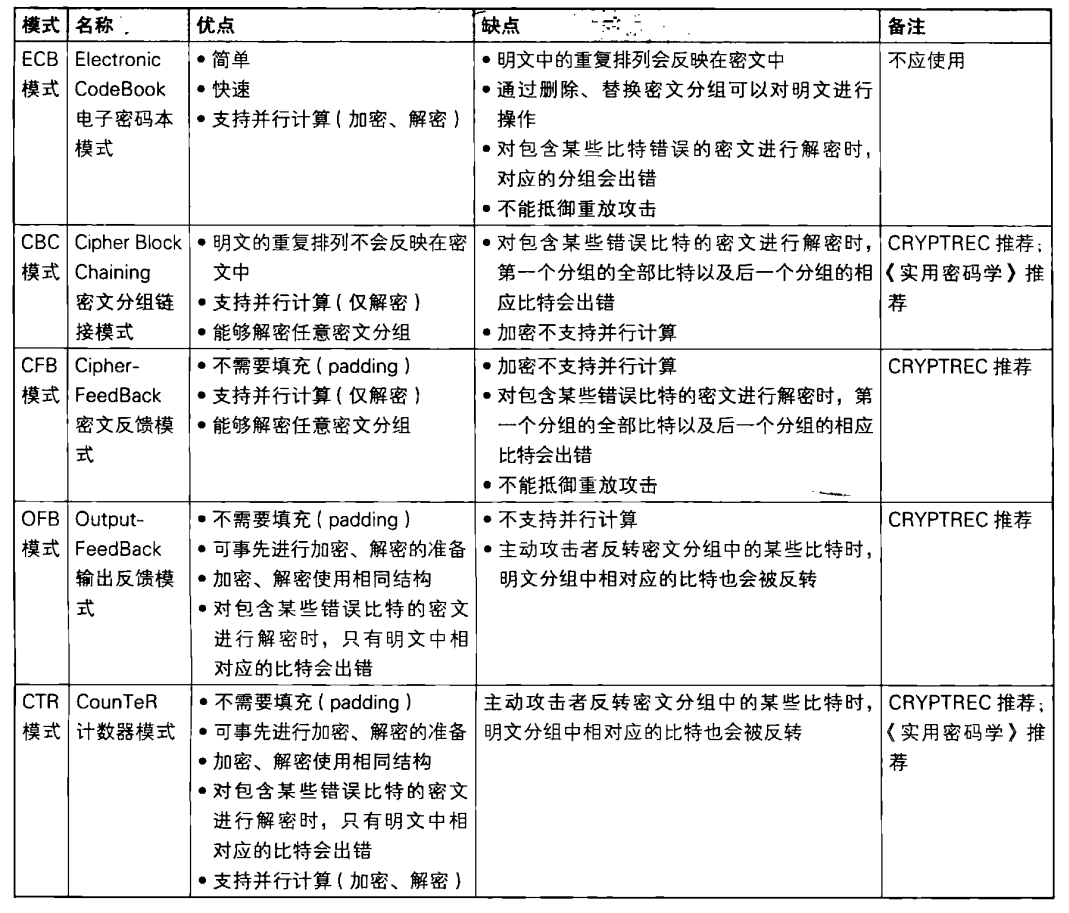 模式 名称 优点 缺点 备注
ECB模式
Electronic
CodeBook
电子密码本
模式
• 简单
• 快速
• 支持并行计算（加密、解密）
• 明文中的重复排列会反映在密文中
• 通过删除、替换密文分组可以对明文进行
操作
• 对包含某些比特错误的密文进行解密时，
对应的分组会出错
• 不能抵御重放攻击
不应使用
CBC
模式
Cipher Block
Chaining
密文分组链
接模式
• 明文的重复排列不会反映在密
文中
• 支持并行计算（仅解密）
• 能够解密任意密文分组
• 对包含某些错误比特的密文进行解密时，
第一个分组的全部比特以及后一个分组的相
应比特会出错
• 加密不支持并行计算
CRYPTREC 推荐；
《实用密码学》推
荐
CFB
模式
Cipher-
FeedBack
密文反馈模
式
• 不需要填充（padding）
• 支持并行计算（仅解密）
• 能够解密任意密文分组
• 加密不支持并行计算
• 对包含某些错误比特的密文进行解密时，第
一个分组的全部比特以及后一个分组的相应
比特会出错
• 不能抵御重放攻击
CRYPTREC 推荐
OFB
模式
Output-
FeedBack
输出反馈模
式
• 不需要填充（padding）
• 可事先进行加密、解密的准备
• 加密、解密使用相同结构
• 对包含某些错误比特的密文
进行解密时，只有明文中相
对应的比特会出错
• 不支持并行计算
• 主动攻击者反转密文分组中的某些比特时，
明文分组中相对应的比特也会被反转
CRYPTREC 推荐
CTR
模式
CounTeR
计数器模式
• 不需要填充（padding）
• 可事先进行加密、解密的准备
• 加密、解密使用相同结构
• 对包含某些错误比特的密文
进行解密时，只有明文中相
对应的比特会出错
• 支持并行计算（加密、解密）
主动攻击者反转密文分组中的某些比特时，
明文分组中相对应的比特也会被反转
CRYPTREC 推荐；
《实用密码学》推
荐